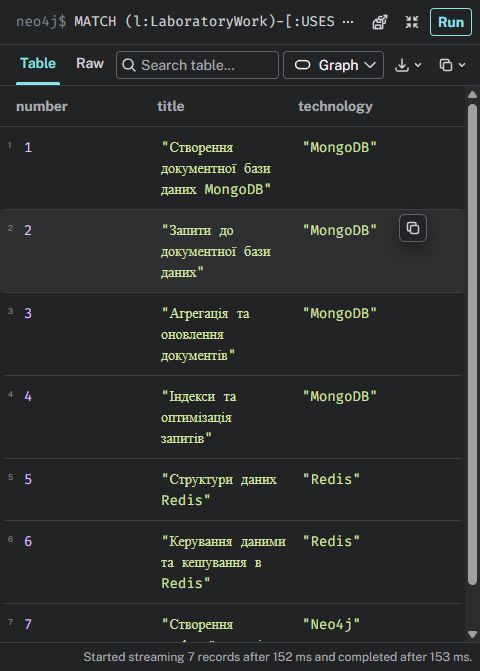 neo4j$ MATCH (l:LaboratoryWork)-[:USES ...
Run
Table Raw Search table... Graph
number title technology
1 1 "Створення "MongoDB"
документної бази
даних MongoDB"
2 2 "Запити до "MongoDB"
документної бази
даних"
3 3 "Агрегація та "MongoDB"
оновлення
документів"
4 4 "Індекси та "MongoDB"
оптимізація
запитів"
5 5 "Структури даних "Redis"
Redis"
6 6 "Керування даними "Redis"
та кешування в
Redis"
7 7 "Створення "Neo4j"
Started streaming 7 records after 152 ms and completed after 153 ms.